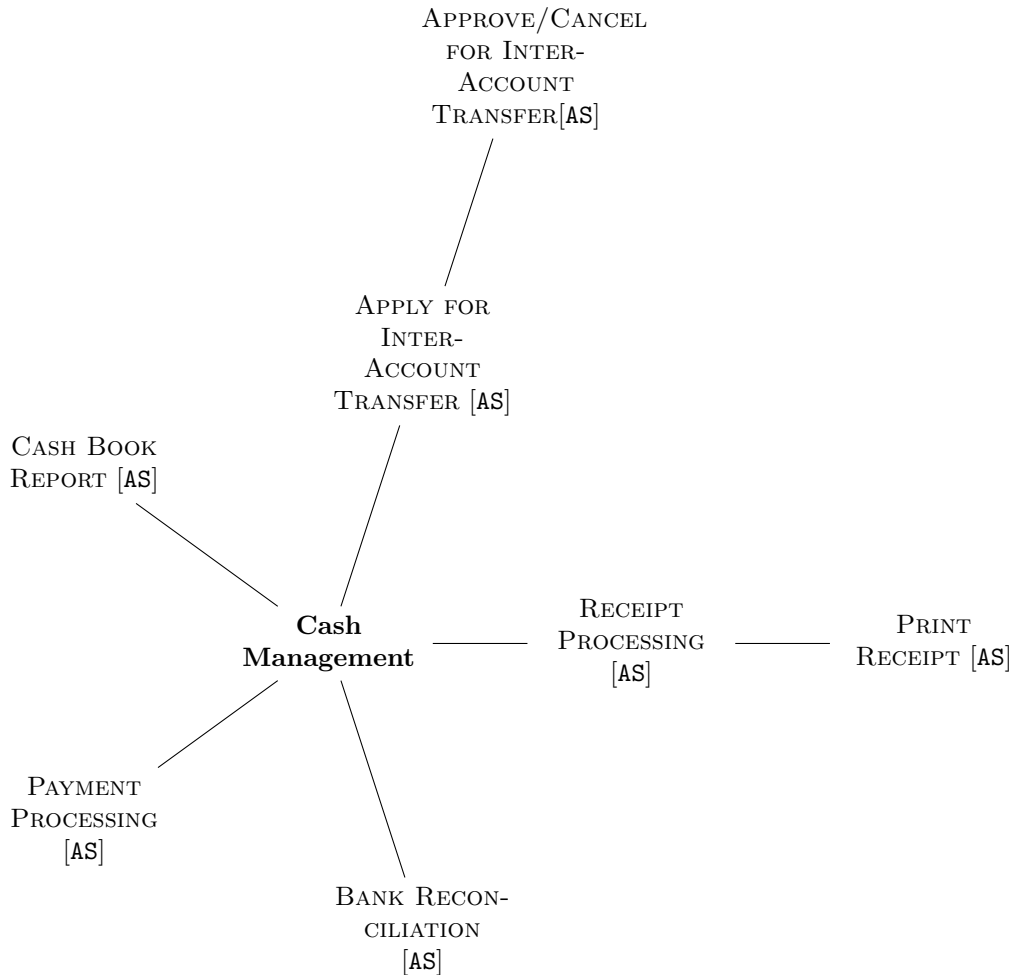 APPROVE/CANCEL
FOR INTER-
ACCOUNT
TRANSFER[AS]
APPLY FOR
INTER-
ACCOUNT
TRANSFER [AS]
CASH BOOK
REPORT [AS]
Cash
Management
RECEIPT
PROCESSING
[AS]
PRINT
RECEIPT [AS]
PAYMENT
PROCESSING
[AS]
BANK RECON-
CILIATION
[AS]